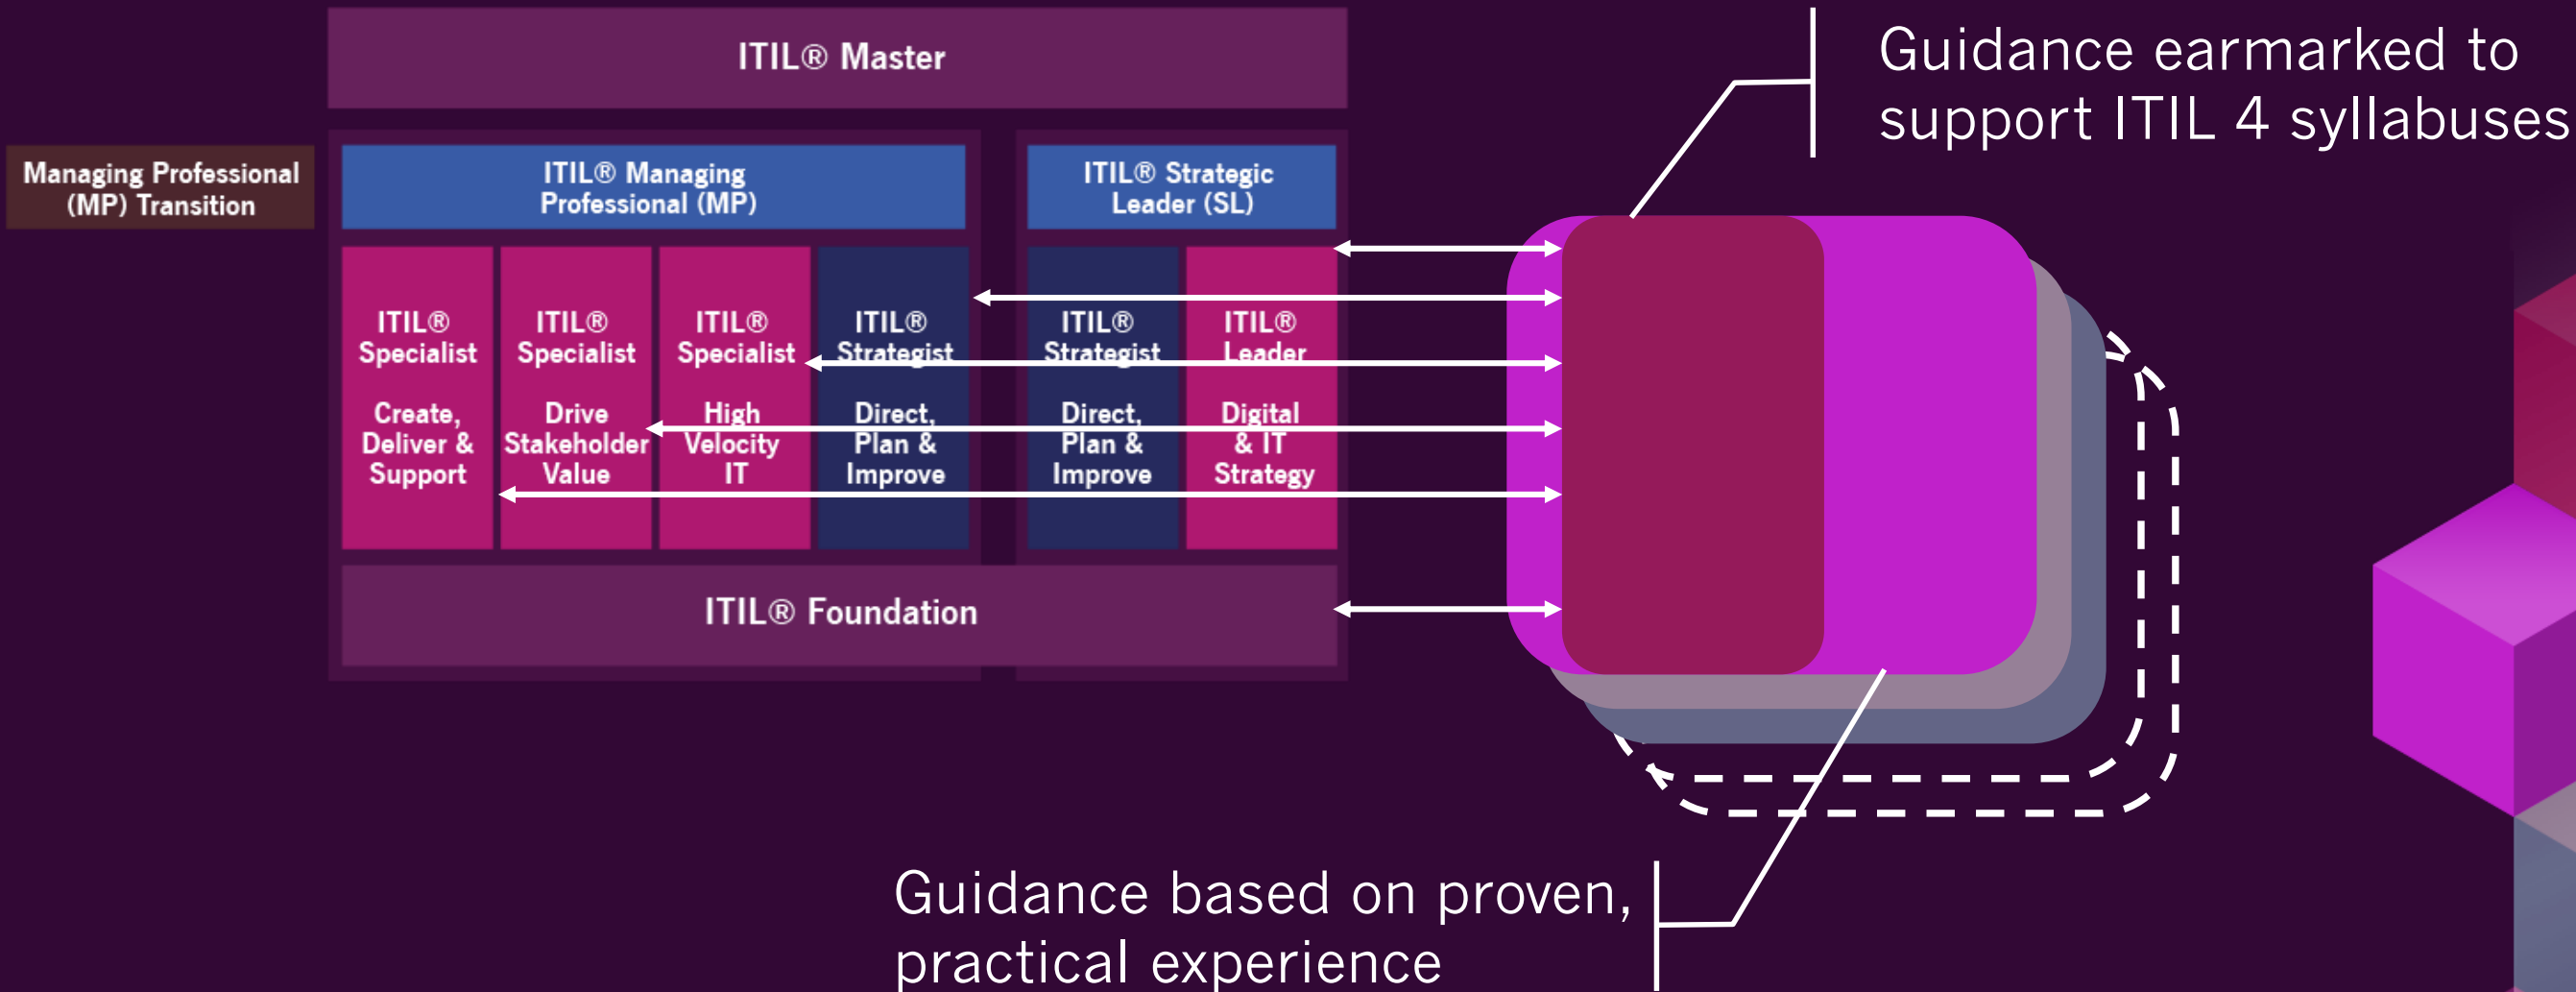 ITIL® Master
Guidance earmarked to
support ITIL 4 syllabuses
Managing Professional
(MP) Transition
ITIL® Managing
Professional (MP)
ITIL® Strategic
Leader (SL)
ITIL®
Specialist
Create,
Deliver &
Support
ITIL®
Specialist
Drive
Stakeholder
Value
ITIL®
Specialist
High
Velocity
IT
ITIL®
Strategist
Direct,
Plan &
Improve
ITIL®
Strategist
Direct,
Plan &
Improve
ITIL®
Leader
Digital
& IT
Strategy
ITIL® Foundation
Guidance based on proven,
practical experience